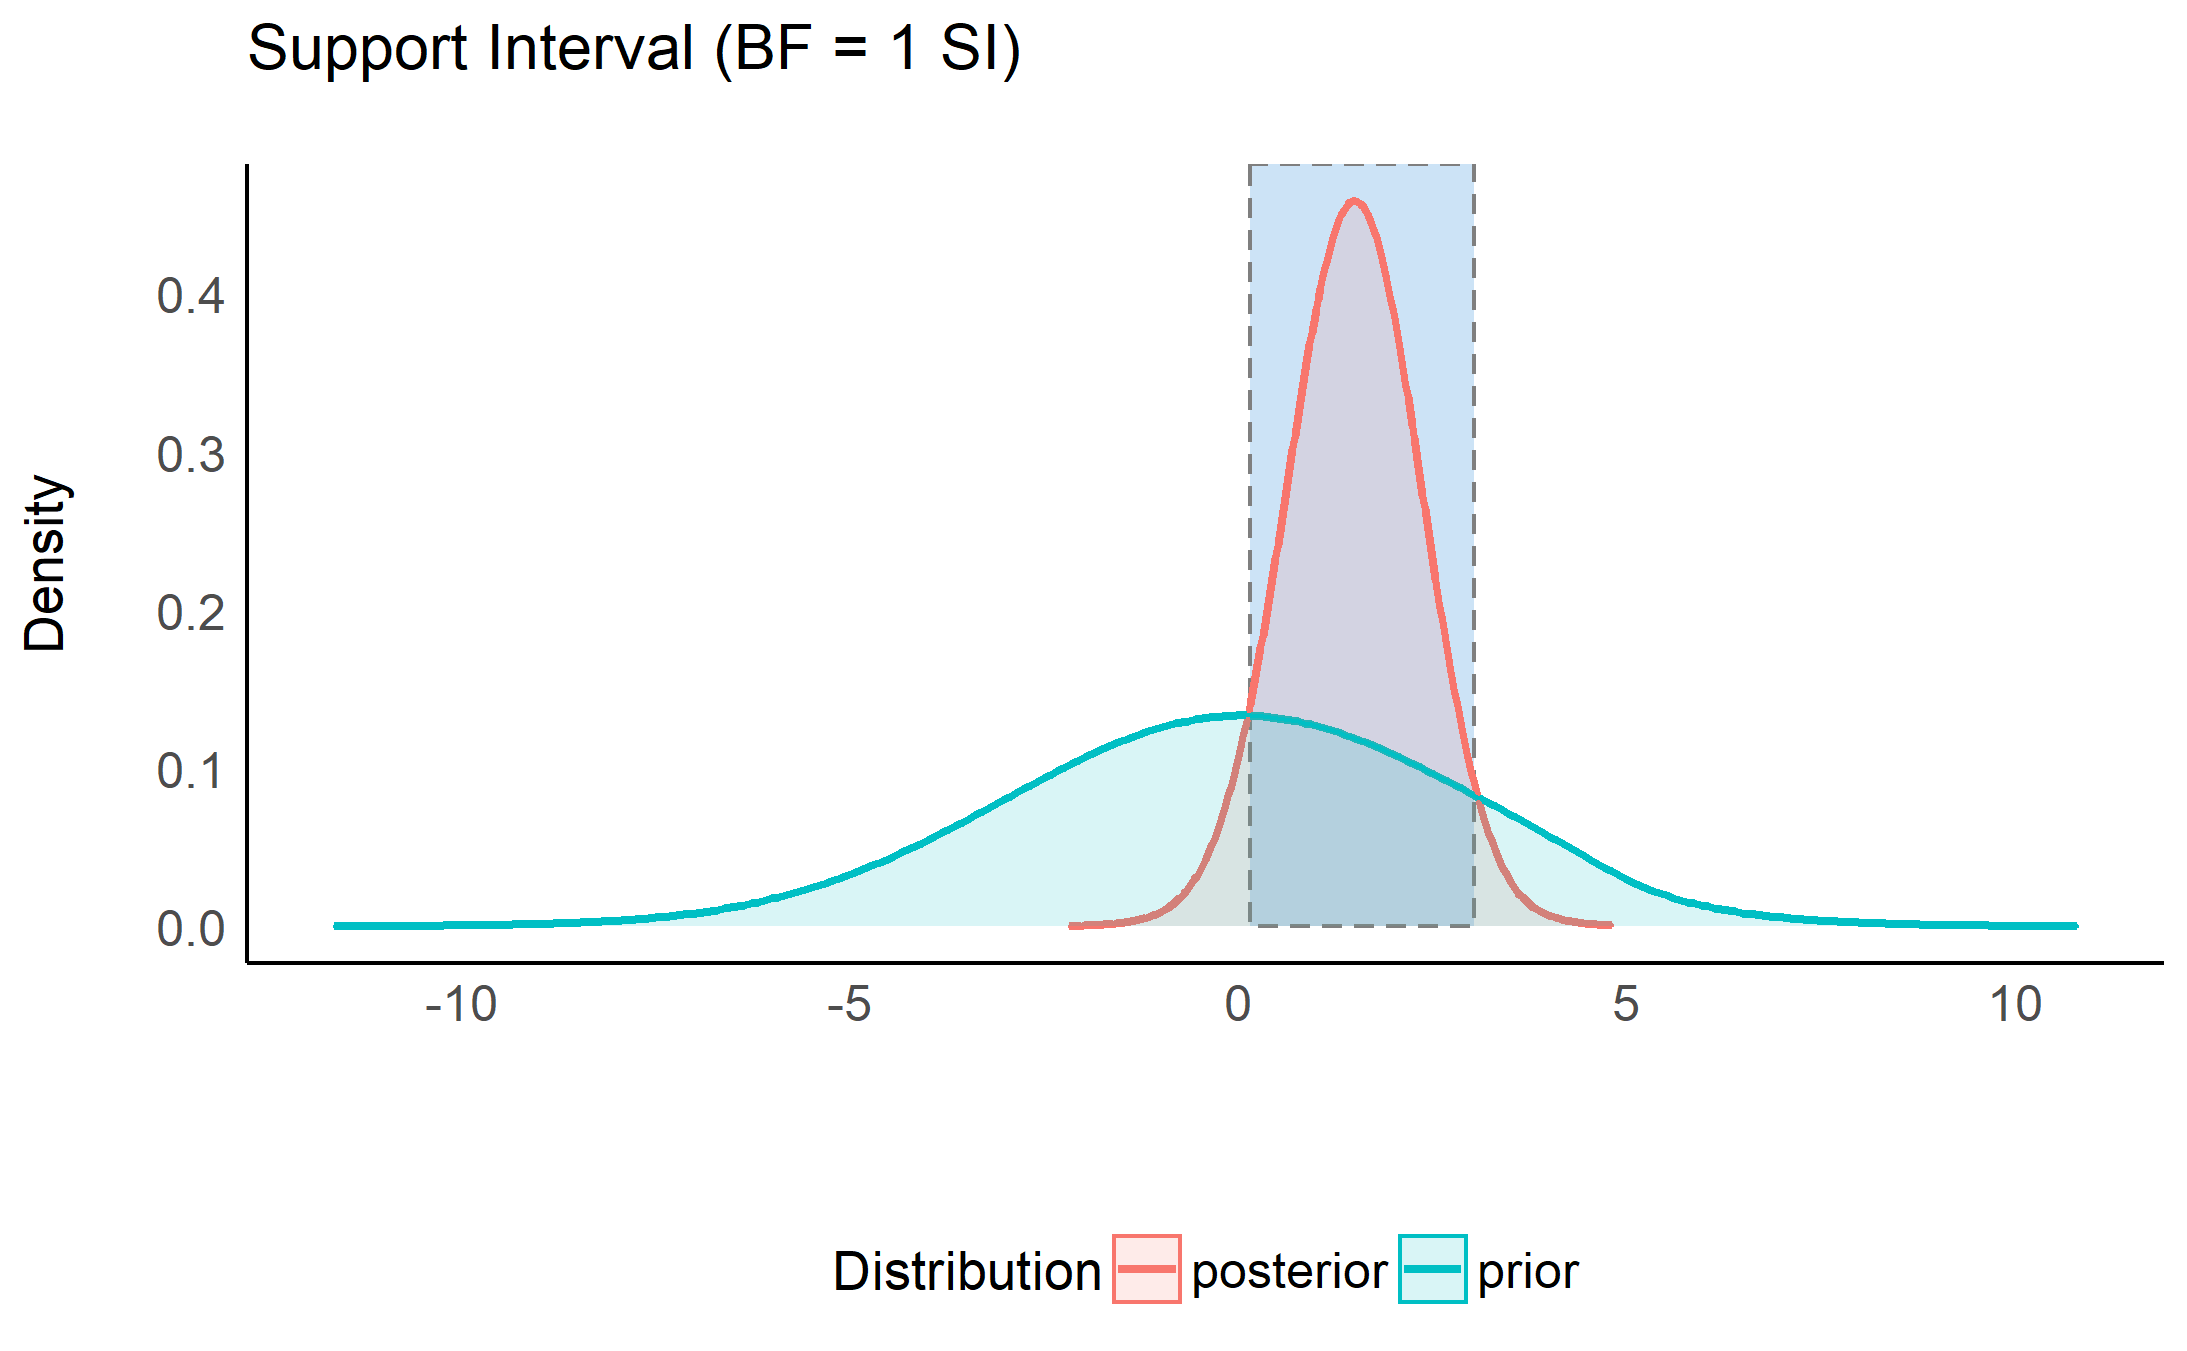 Support Interval (BF = 1 SI)
Density
0.4
0.3
0.2
0.1
0.0
-10 -5 0 5 10
Distribution posterior prior